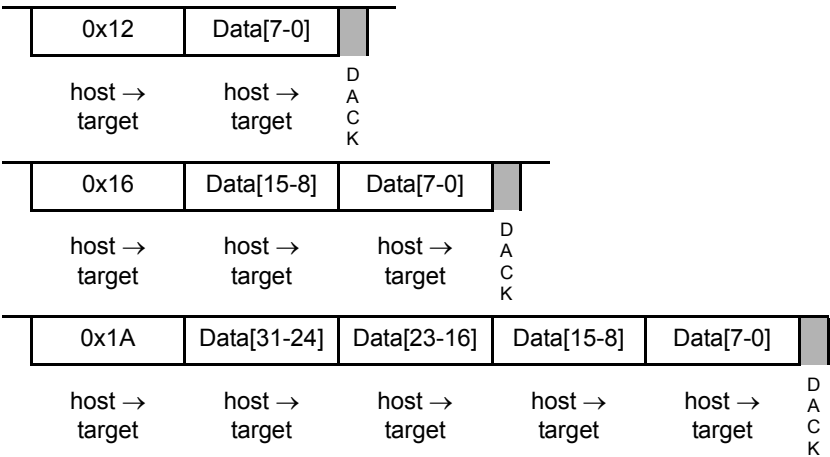 0x12 Data[7-0]
host → host →
target target
D
A
C
K
0x16 Data[15-8] Data[7-0]
host → host → host →
target target target
D
A
C
K
0x1A Data[31-24] Data[23-16] Data[15-8] Data[7-0]
host → host → host → host → host →
target target target target target
D
A
C
K